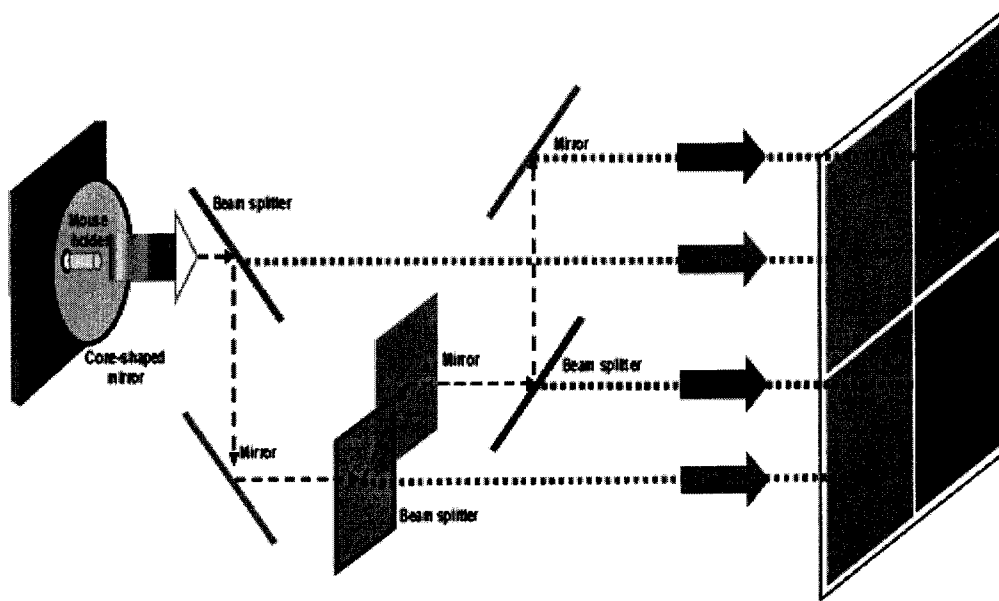 Mirror
Beam splitter
Mouse
holder
Mirror
Beam splitter
Cone-shaped
mirror
Mirror
Beam splitter